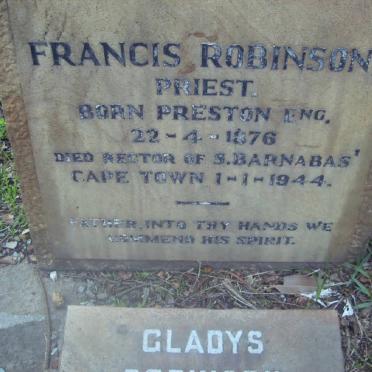 FRANCIS ROBINSON
PRIEST.
BORN PRESTON ENG.
22-4-1876
DIED RECTOR OF S. BARNABAS'
CAPE TOWN 1-1-1944.
FATHER, INTO THY HANDS WE
COMMEND HIS SPIRIT.
GLADYS
ROBINSON